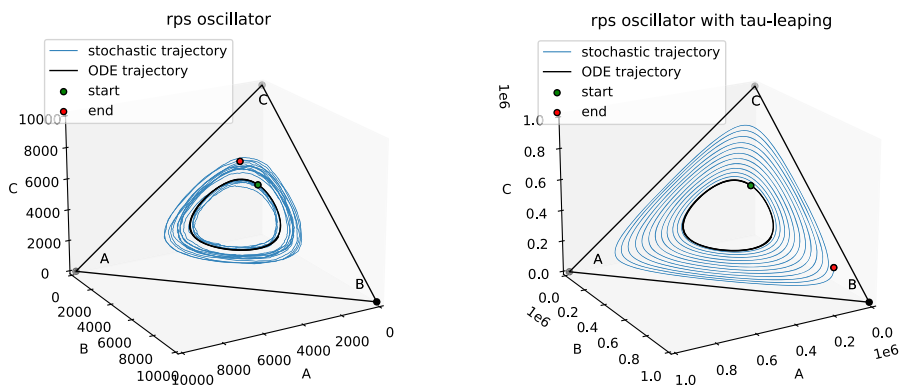 rps oscillator
stochastic trajectory
ODE trajectory
start
end
C
10000
8000
6000
4000
2000
0
C
A
B
0
2000
4000
6000
8000
10000
B
10000
8000
6000
4000
2000
0
A
rps oscillator with tau-leaping
stochastic trajectory
ODE trajectory
start
end
C
1e6
1.0
0.8
0.6
0.4
0.2
0.0
C
A
B
0.0
0.2
0.4
0.6
0.8
1.0
1e6
B
1.0
0.8
0.6
0.4
0.2
0.0
1e6
A